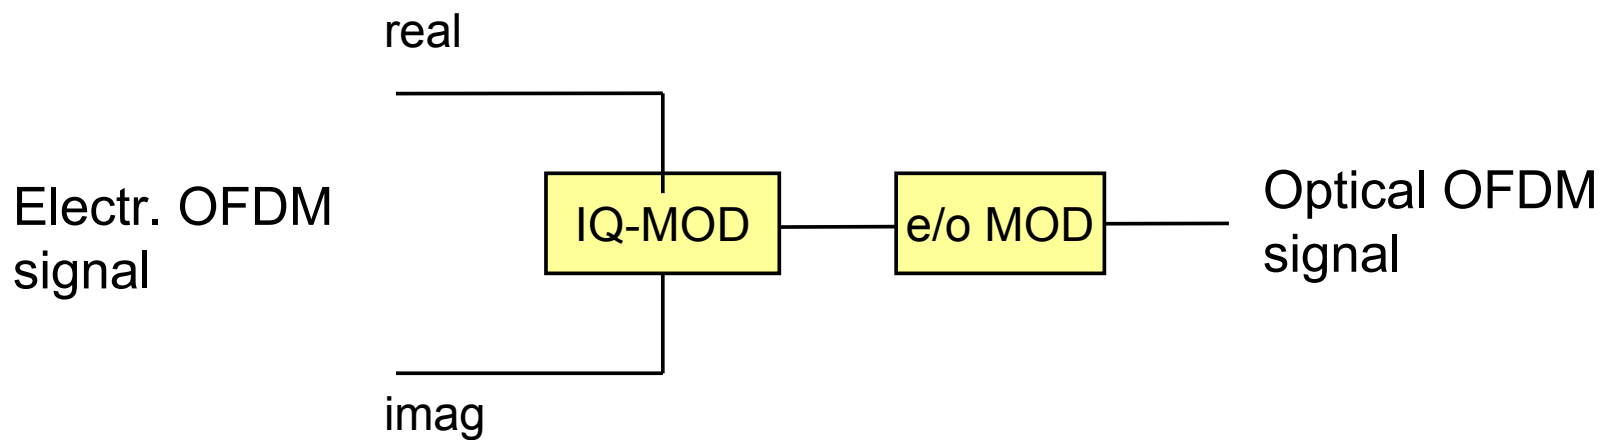 real
Electr. OFDM
signal
IQ-MOD
e/o MOD
Optical OFDM
signal
imag